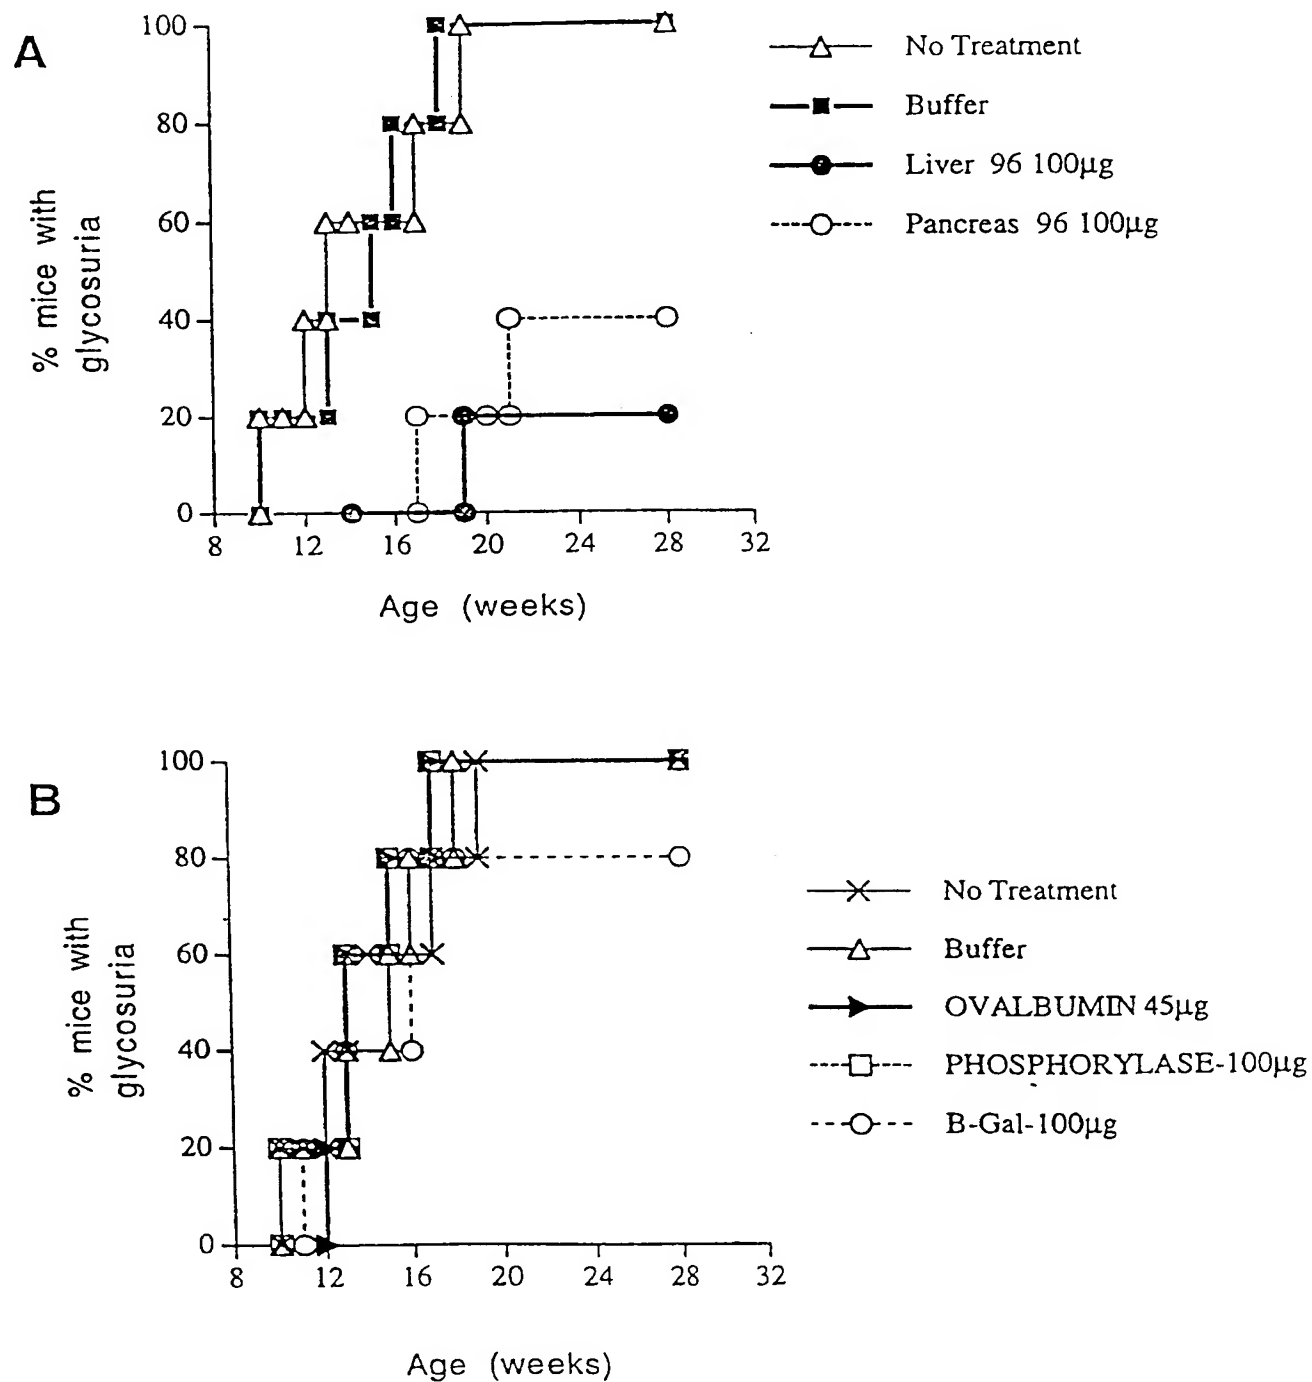 A
100
80
60
40
20
0
% mice with
glycosuria
8 12 16 20 24 28 32
Age (weeks)
No Treatment
Buffer
Liver 96 100µg
Pancreas 96 100µg
B
100
80
60
40
20
0
% mice with
glycosuria
8 12 16 20 24 28 32
Age (weeks)
No Treatment
Buffer
OVALBUMIN 45µg
PHOSPHORYLASE-100µg
B-Gal-100µg